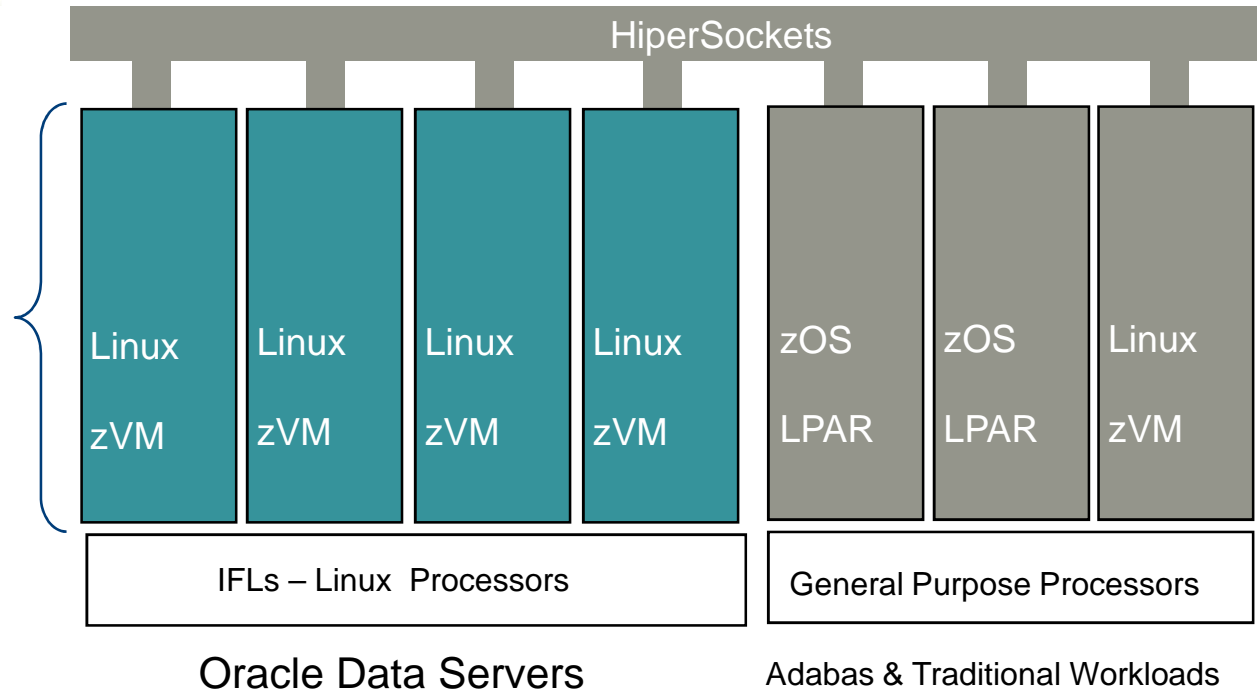 HiperSockets
Linux
zVM
Linux
zVM
Linux
zVM
Linux
zVM
zOS
LPAR
zOS
LPAR
Linux
zVM
IFLs – Linux Processors
General Purpose Processors
Oracle Data Servers
Adabas & Traditional Workloads